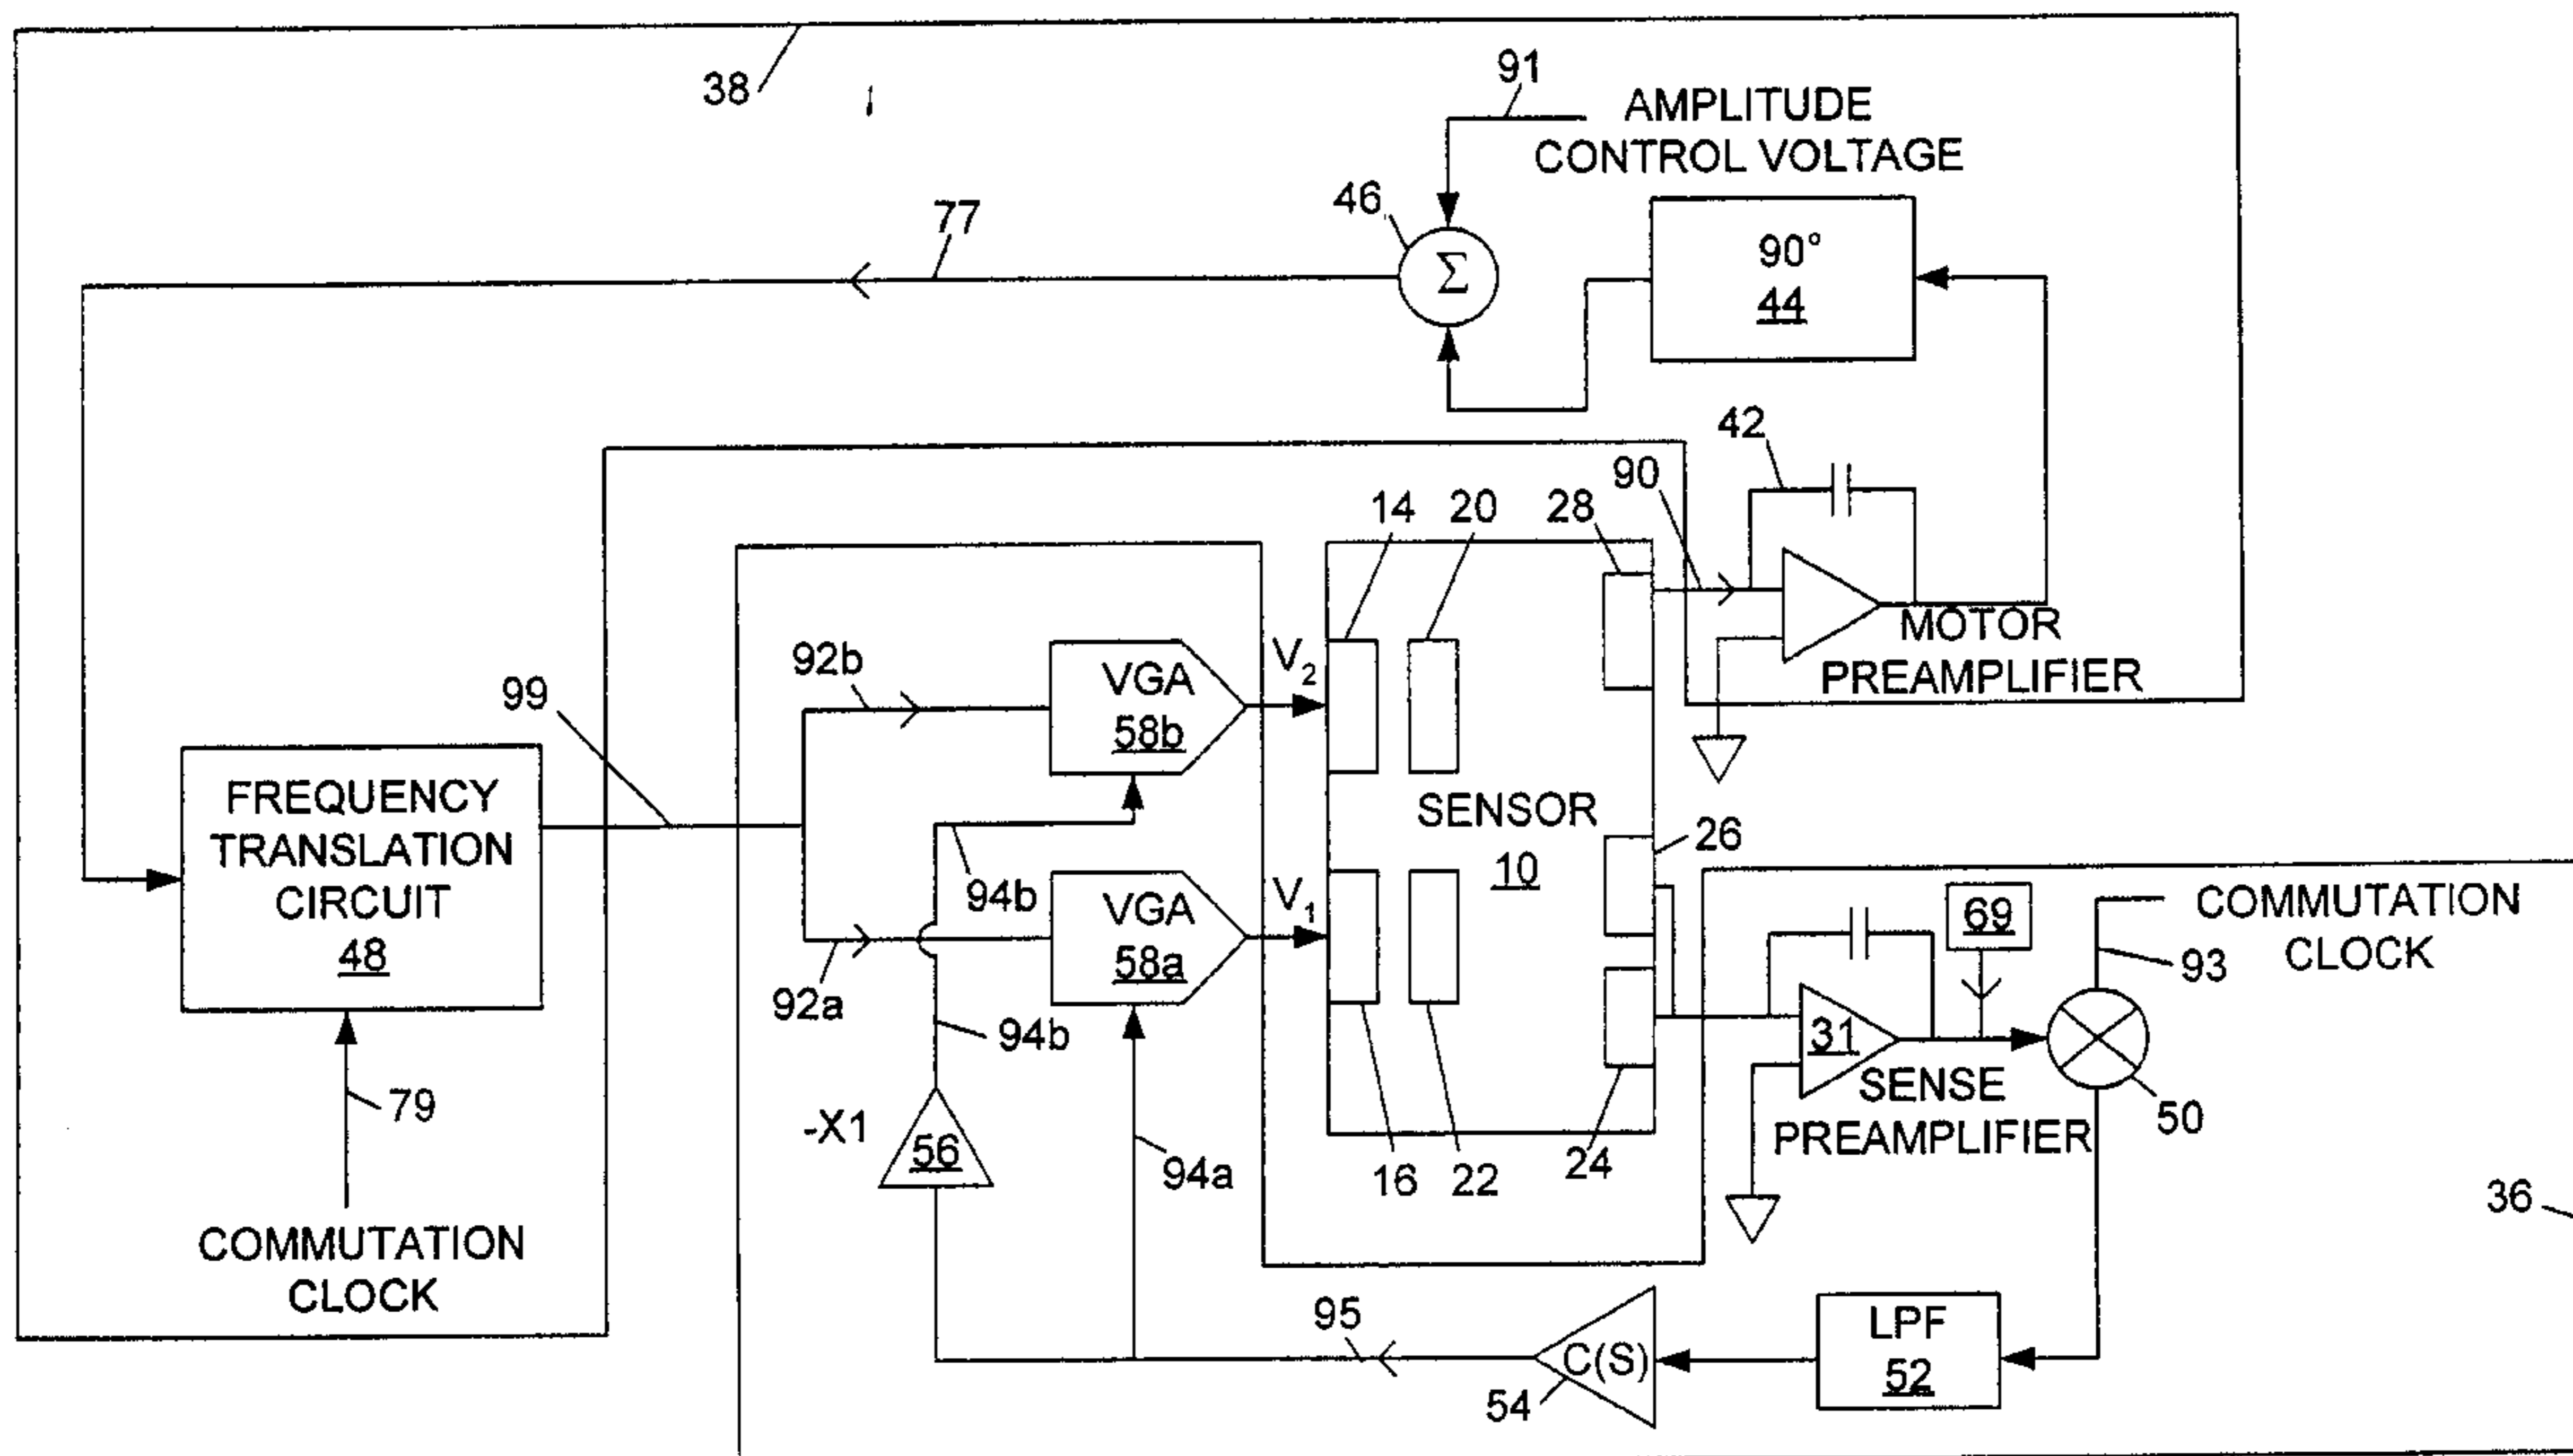 38
91
AMPLITUDE
CONTROL VOLTAGE
46
Σ
90°
44
77
42
90
MOTOR
PREAMPLIFIER
14
20
28
99
92b
VGA
58b
V2
FREQUENCY
TRANSLATION
CIRCUIT
48
SENSOR
10
26
94b
92a
VGA
58a
V1
94b
94a
-X1
56
79
COMMUTATION
CLOCK
16
22
24
31
SENSE
PREAMPLIFIER
69
COMMUTATION
CLOCK
93
50
36
95
C(S)
54
LPF
52